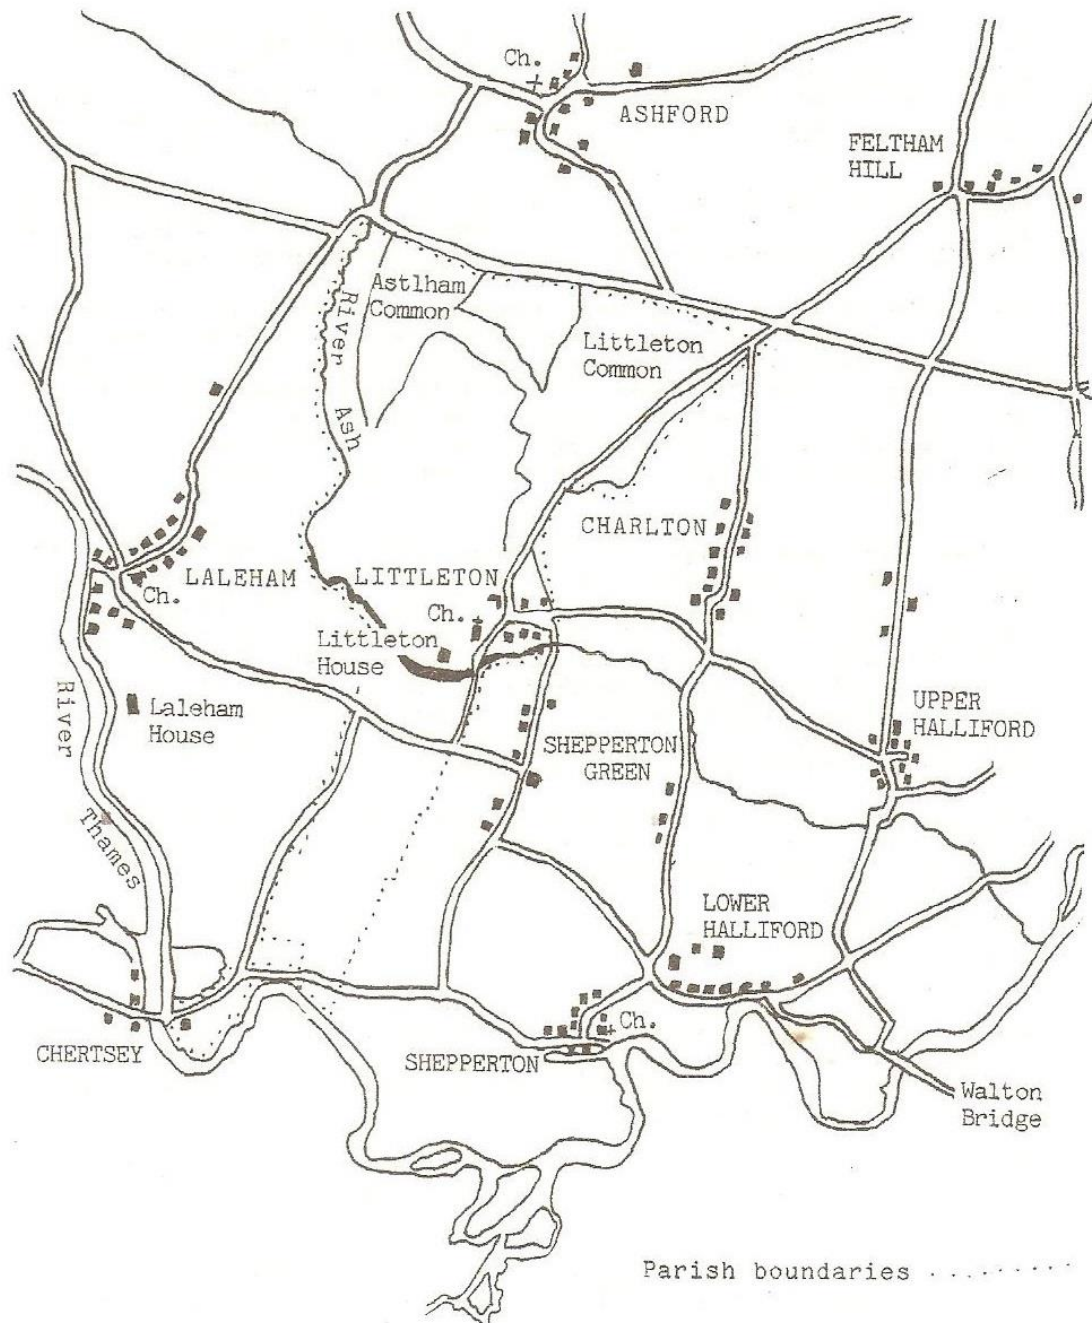 Ch.
ASHFORD
FELTHAM
HILL
Astlham
Common
River Ash
Littleton
Common
CHARLTON
LALEHAM
LITTLETON
Ch.
Ch.
Littleton
House
River Thames
Laleham
House
UPPER
HALLIFORD
SHEPPERTON
GREEN
LOWER
HALLIFORD
Ch.
CHERTSEY
SHEPPERTON
Walton
Bridge
Parish boundaries